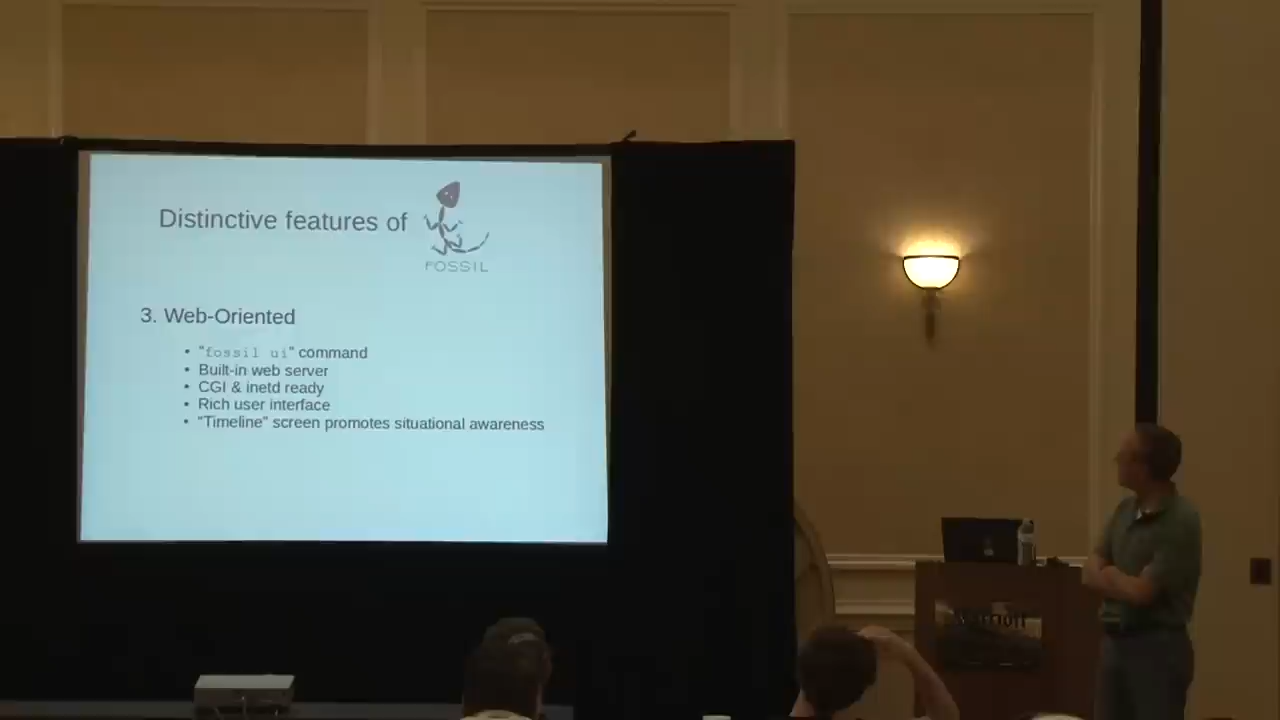 Distinctive features of
FOSSIL
3. Web-Oriented
• "fossil ui" command
• Built-in web server
• CGI & inetd ready
• Rich user interface
• "Timeline" screen promotes situational awareness
Marriott